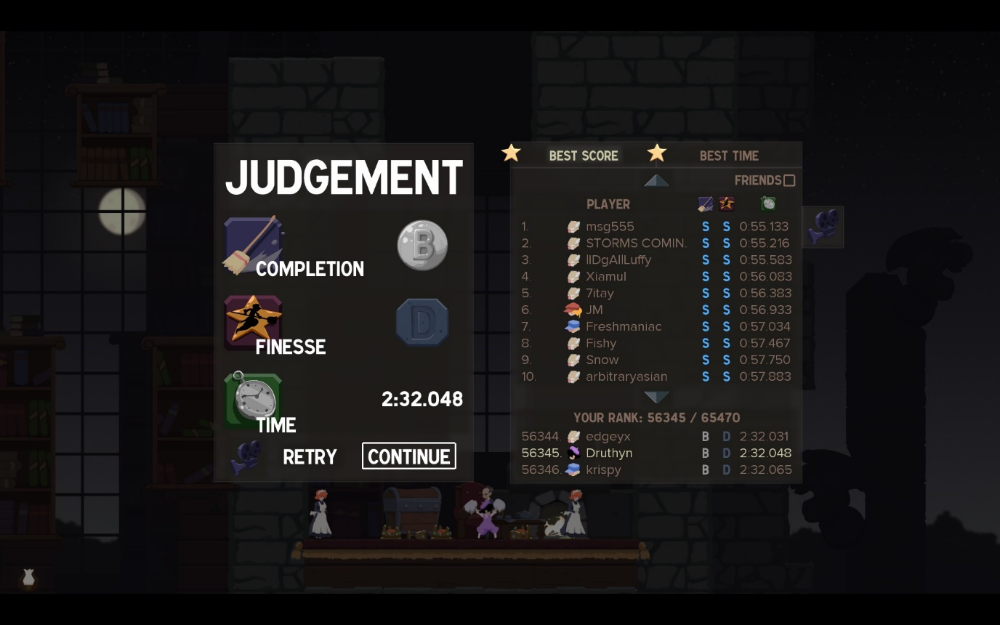 JUDGEMENT
COMPLETION
B
FINESSE
D
TIME
2:32.048
RETRY
CONTINUE
BEST SCORE
BEST TIME
FRIENDS
PLAYER
1. msg555 S S 0:55.133
2. STORMS COMIN. S S 0:55.216
3. llDgAllLuffy S S 0:55.583
4. Xiamul S S 0:56.083
5. 7itay S S 0:56.383
6. JM S S 0:56.933
7. Freshmaniac S S 0:57.034
8. Fishy S S 0:57.467
9. Snow S S 0:57.750
10. arbitraryasian S S 0:57.883
YOUR RANK: 56345 / 65470
56344. edgeyx B D 2:32.031
56345. Druthyn B D 2:32.048
56346. krispy B D 2:32.065